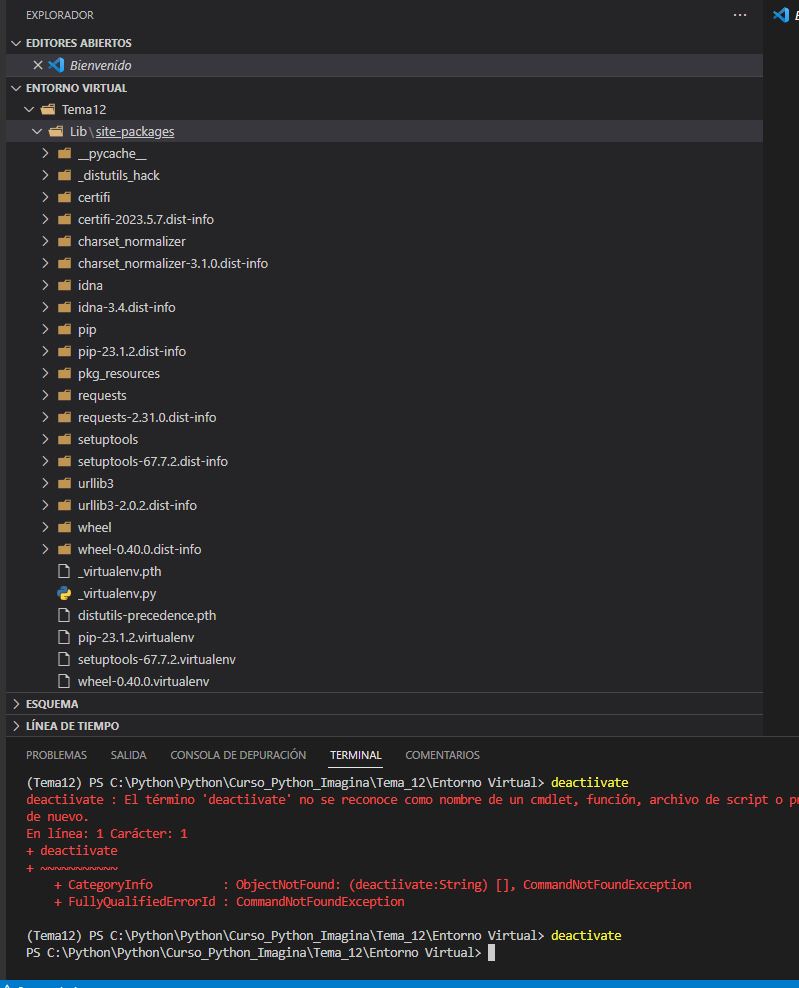 EXPLORADOR
EDITORES ABIERTOS
Bienvenido
ENTORNO VIRTUAL
Tema12
Lib\site-packages
__pycache__
_distutils_hack
certifi
certifi-2023.5.7.dist-info
charset_normalizer
charset_normalizer-3.1.0.dist-info
idna
idna-3.4.dist-info
pip
pip-23.1.2.dist-info
pkg_resources
requests
requests-2.31.0.dist-info
setuptools
setuptools-67.7.2.dist-info
urllib3
urllib3-2.0.2.dist-info
wheel
wheel-0.40.0.dist-info
_virtualenv.pth
_virtualenv.py
distutils-precedence.pth
pip-23.1.2.virtualenv
setuptools-67.7.2.virtualenv
wheel-0.40.0.virtualenv
ESQUEMA
LÍNEA DE TIEMPO
PROBLEMAS SALIDA CONSOLA DE DEPURACIÓN TERMINAL COMENTARIOS
(Tema12) PS C:\Python\Python\Curso_Python_Imagina\Tema_12\Entorno Virtual> deactiivate
deactiivate : El término 'deactiivate' no se reconoce como nombre de un cmdlet, función, archivo de script o
de nuevo.
En línea: 1 Carácter: 1
+ deactiivate
+ ~~~~~~~~~~~
+ CategoryInfo : ObjectNotFound: (deactiivate:String) [], CommandNotFoundException
+ FullyQualifiedErrorId : CommandNotFoundException
(Tema12) PS C:\Python\Python\Curso_Python_Imagina\Tema_12\Entorno Virtual> deactivate
PS C:\Python\Python\Curso_Python_Imagina\Tema_12\Entorno Virtual>